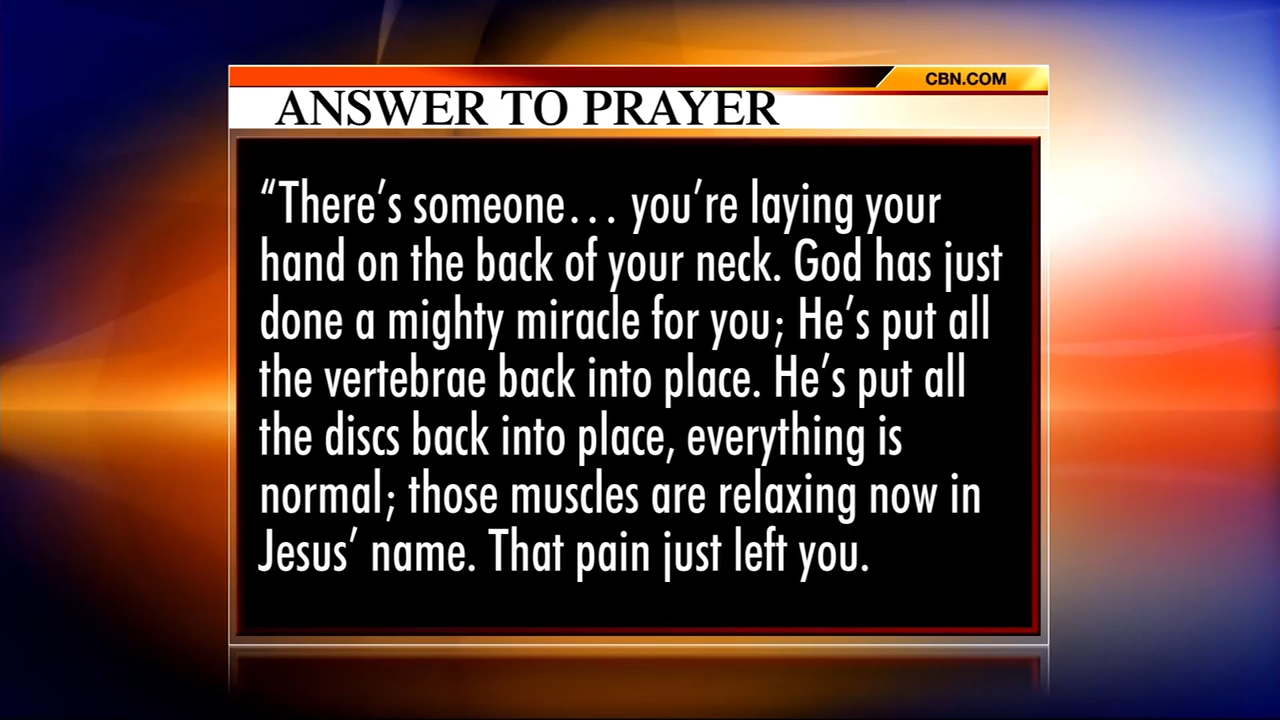 CBN.COM
ANSWER TO PRAYER
“There’s someone… you’re laying your
hand on the back of your neck. God has just
done a mighty miracle for you; He’s put all
the vertebrae back into place. He’s put all
the discs back into place, everything is
normal; those muscles are relaxing now in
Jesus’ name. That pain just left you.